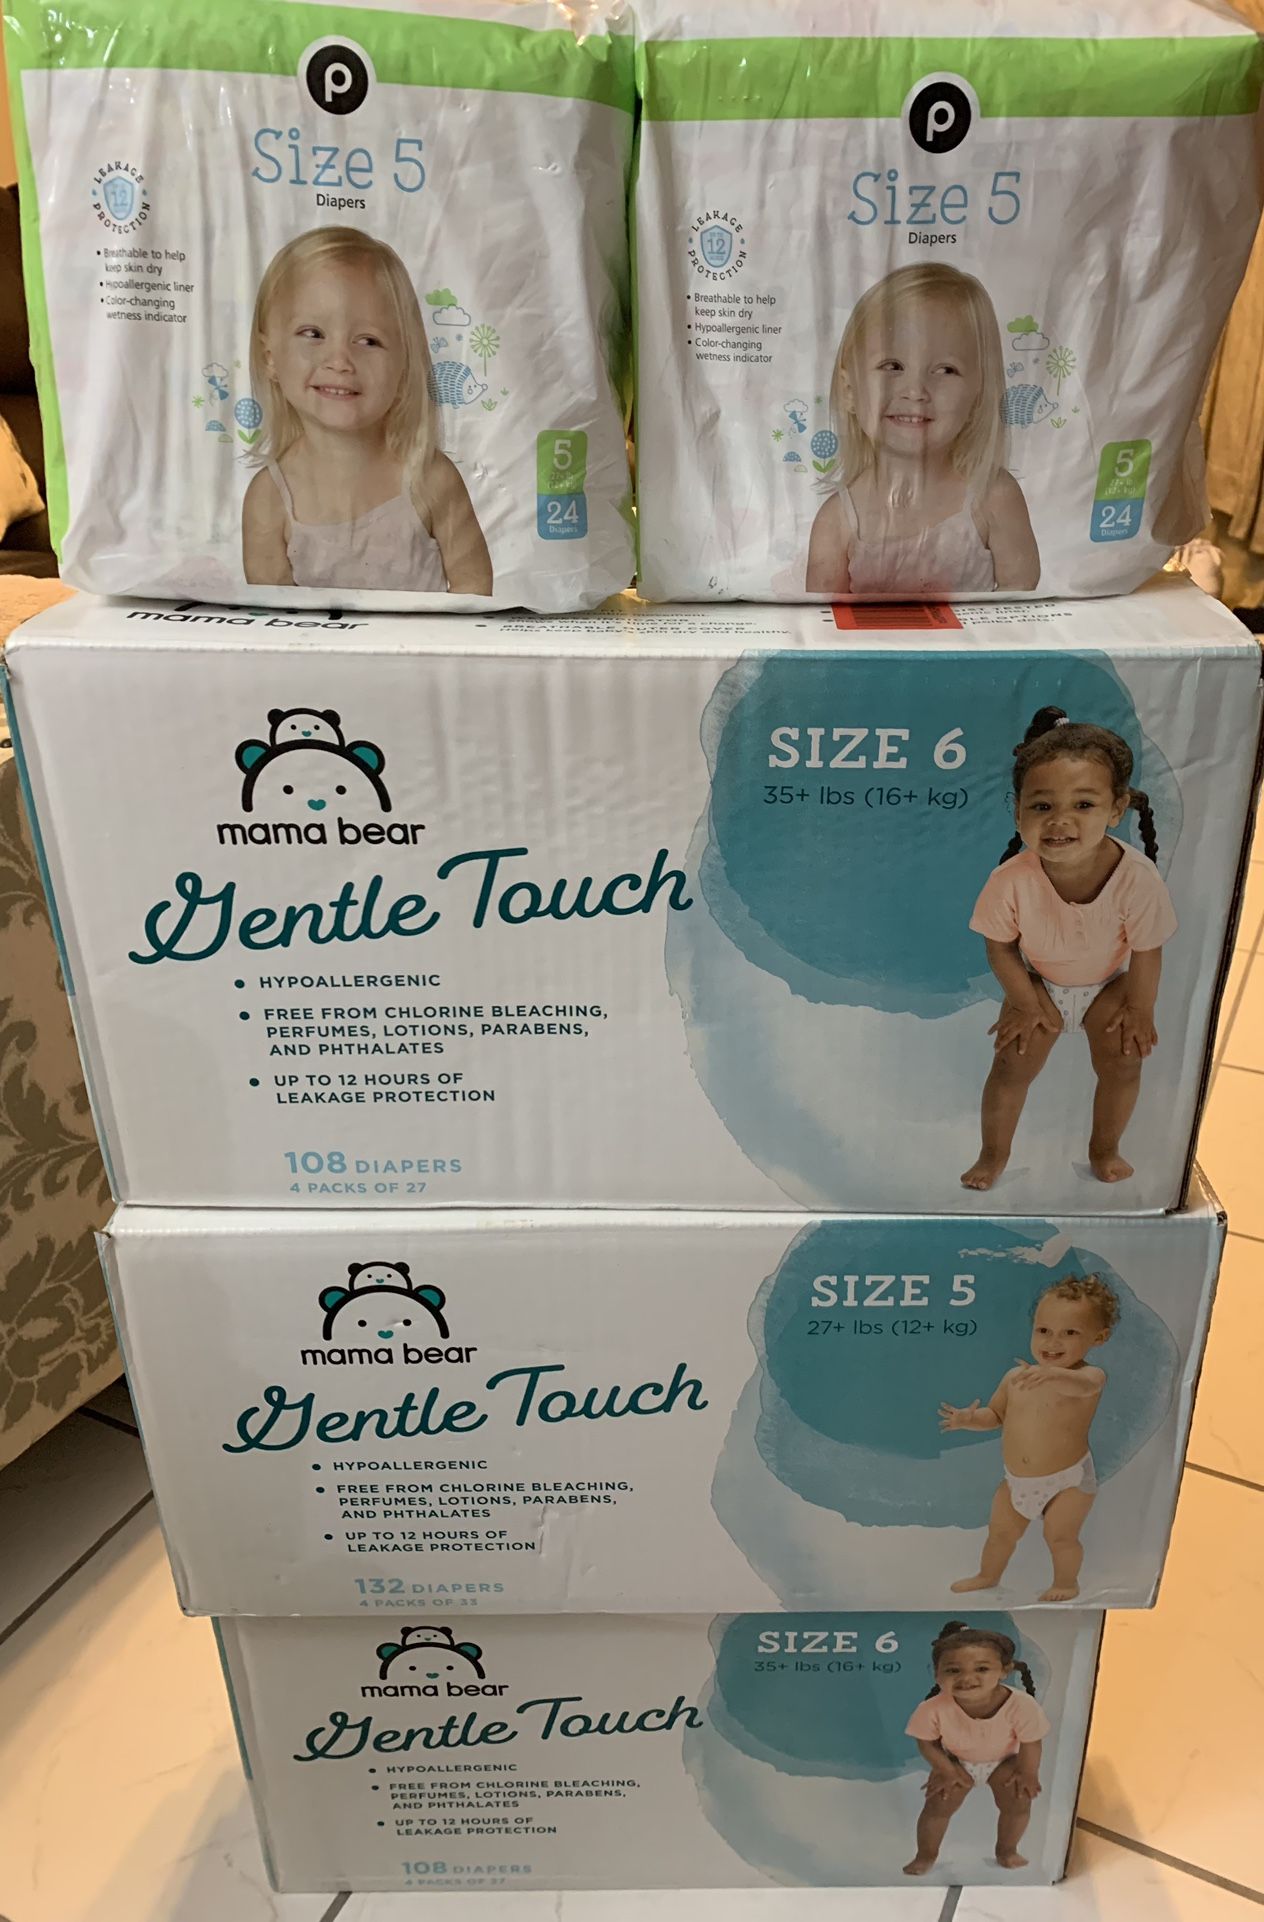 p
Size 5
Diapers
LEAKAGE
12
PROTECTION
• Breathable to help
keep skin dry
• Hypoallergenic liner
• Color-changing
wetness indicator
5
24
Diapers
p
Size 5
Diapers
LEAKAGE
UP TO
12
HOURS
PROTECTION
• Breathable to help
keep skin dry
• Hypoallergenic liner
• Color-changing
wetness indicator
5
27+ lb
(12+ kg)
24
Diapers
mama bear
mama bear
Gentle Touch
SIZE 6
35+ lbs (16+ kg)
• HYPOALLERGENIC
• FREE FROM CHLORINE BLEACHING,
PERFUMES, LOTIONS, PARABENS,
AND PHTHALATES
• UP TO 12 HOURS OF
LEAKAGE PROTECTION
108 DIAPERS
4 PACKS OF 27
mama bear
Gentle Touch
SIZE 5
27+ lbs (12+ kg)
• HYPOALLERGENIC
• FREE FROM CHLORINE BLEACHING,
PERFUMES, LOTIONS, PARABENS,
AND PHTHALATES
• UP TO 12 HOURS OF
LEAKAGE PROTECTION
132 DIAPERS
4 PACKS OF 33
mama bear
Gentle Touch
SIZE 6
35+ lbs (16+ kg)
• HYPOALLERGENIC
• FREE FROM CHLORINE BLEACHING,
PERFUMES, LOTIONS, PARABENS,
AND PHTHALATES
• UP TO 12 HOURS OF
LEAKAGE PROTECTION
108 DIAPERS
4 PACKS OF 27